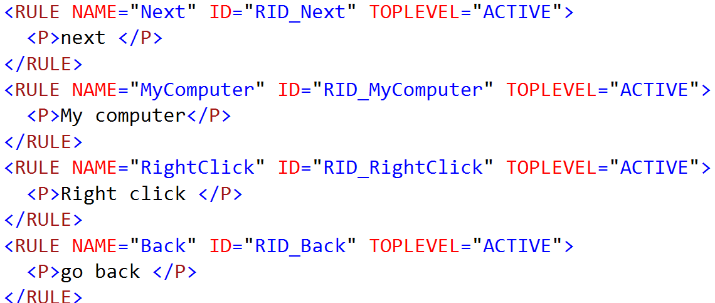 <RULE NAME="Next" ID="RID_Next" TOPLEVEL="ACTIVE">
  <P>next </P>
</RULE>
<RULE NAME="MyComputer" ID="RID_MyComputer" TOPLEVEL="ACTIVE">
  <P>My computer</P>
</RULE>
<RULE NAME="RightClick" ID="RID_RightClick" TOPLEVEL="ACTIVE">
  <P>Right click </P>
</RULE>
<RULE NAME="Back" ID="RID_Back" TOPLEVEL="ACTIVE">
  <P>go back </P>
</RULE>